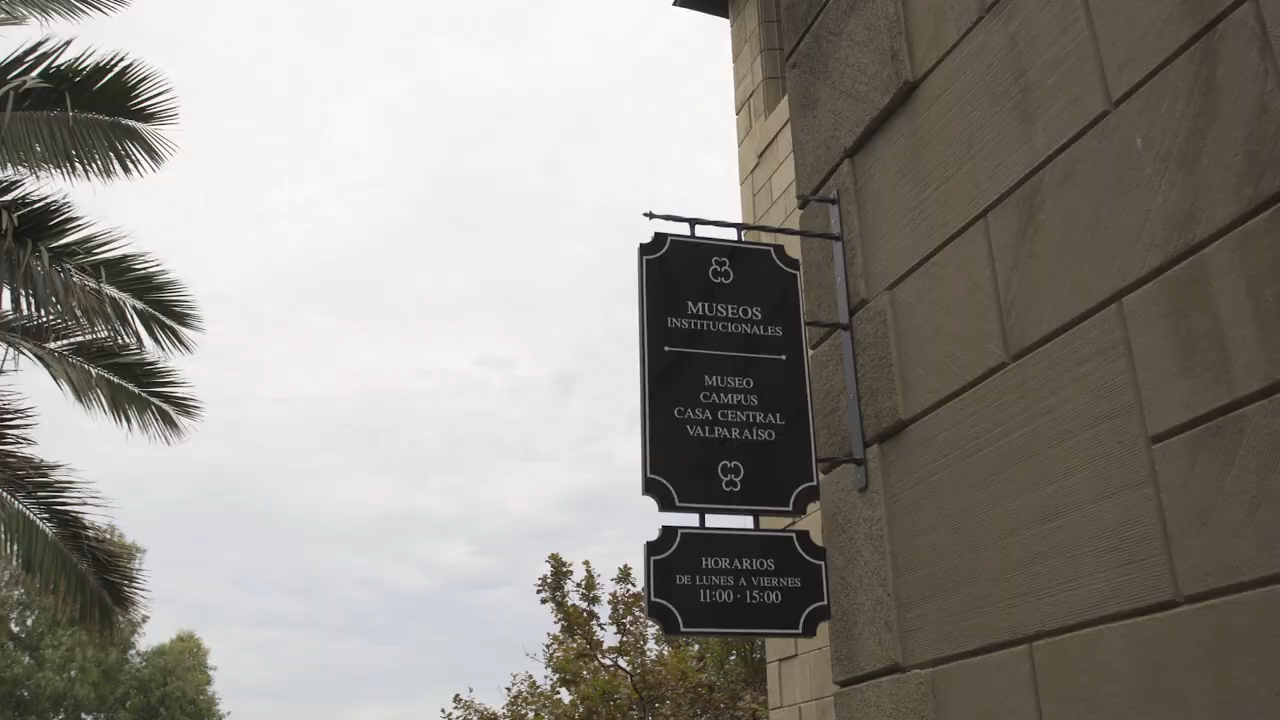 MUSEOS
INSTITUCIONALES
MUSEO
CAMPUS
CASA CENTRAL
VALPARAÍSO
HORARIOS
DE LUNES A VIERNES
11:00 · 15:00